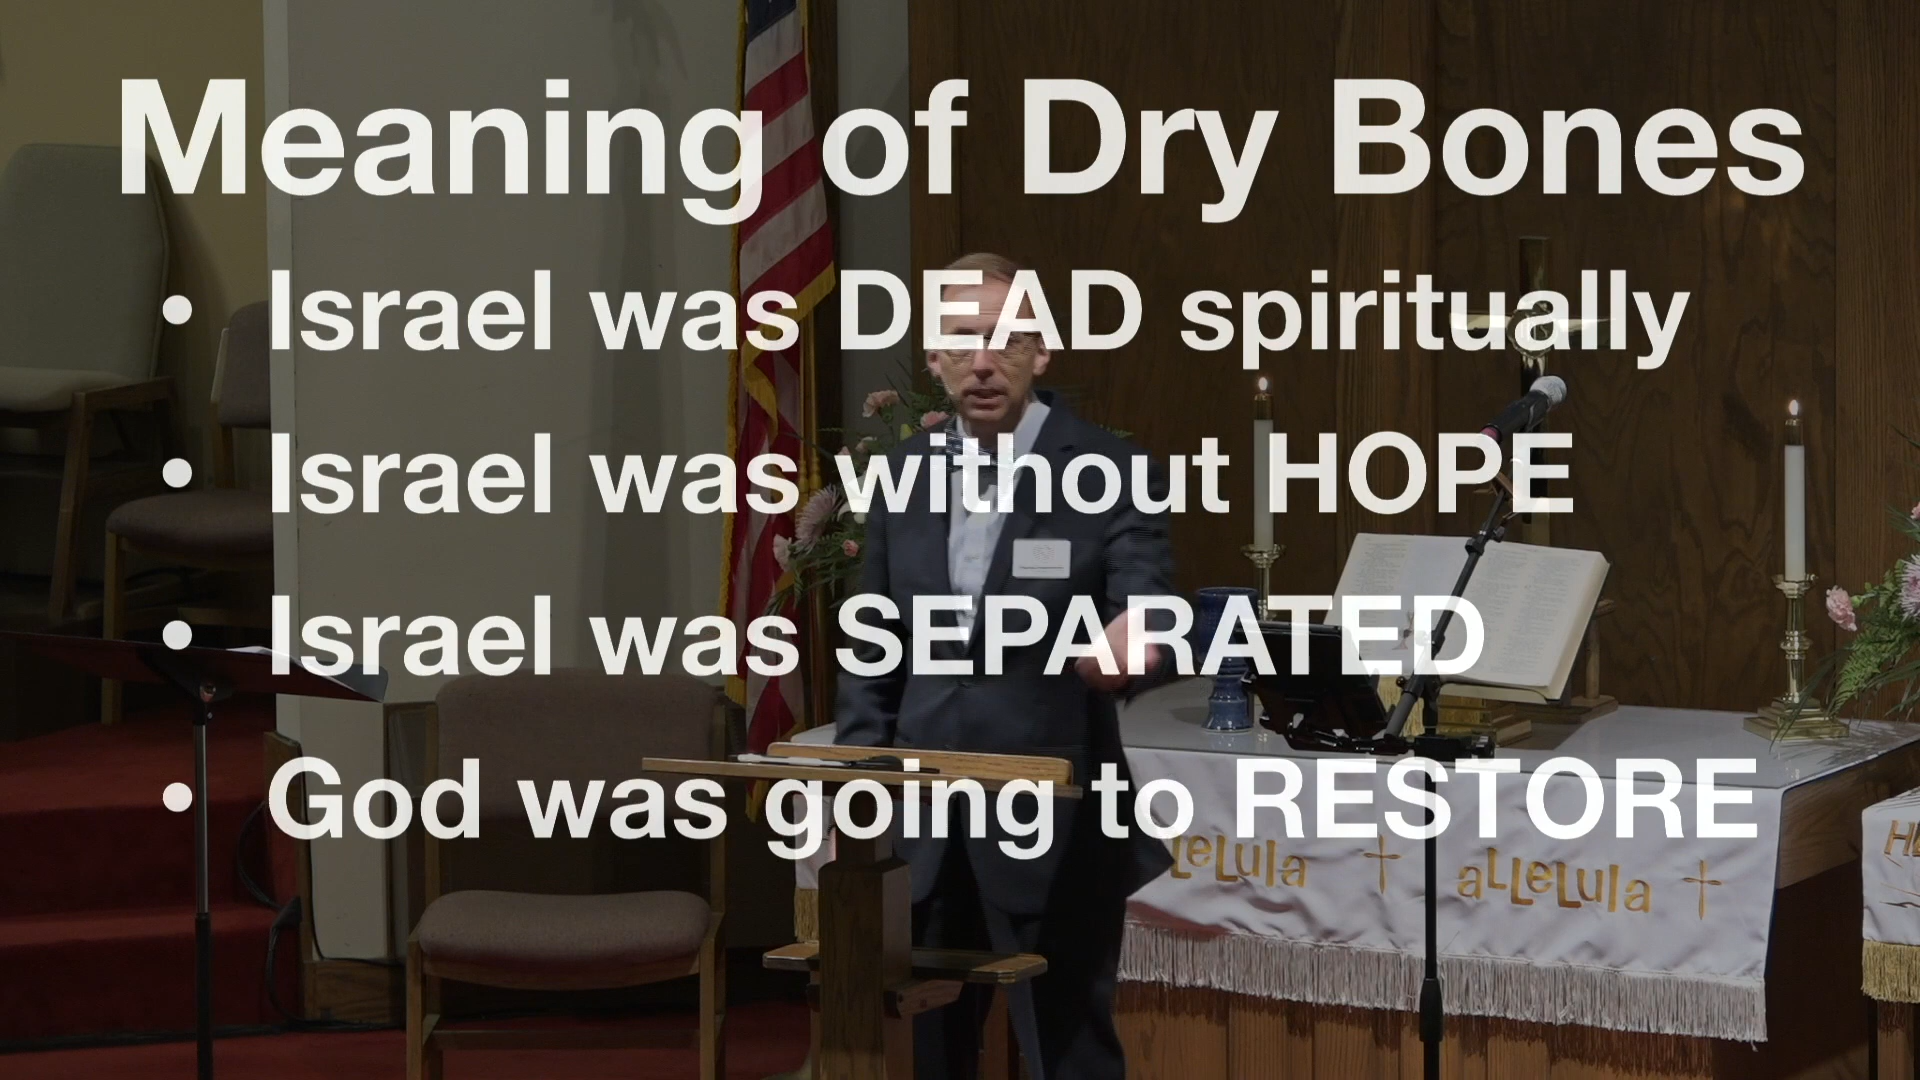 Meaning of Dry Bones
• Israel was DEAD spiritually
• Israel was without HOPE
• Israel was SEPARATED
• God was going to RESTORE
aLLeLuia